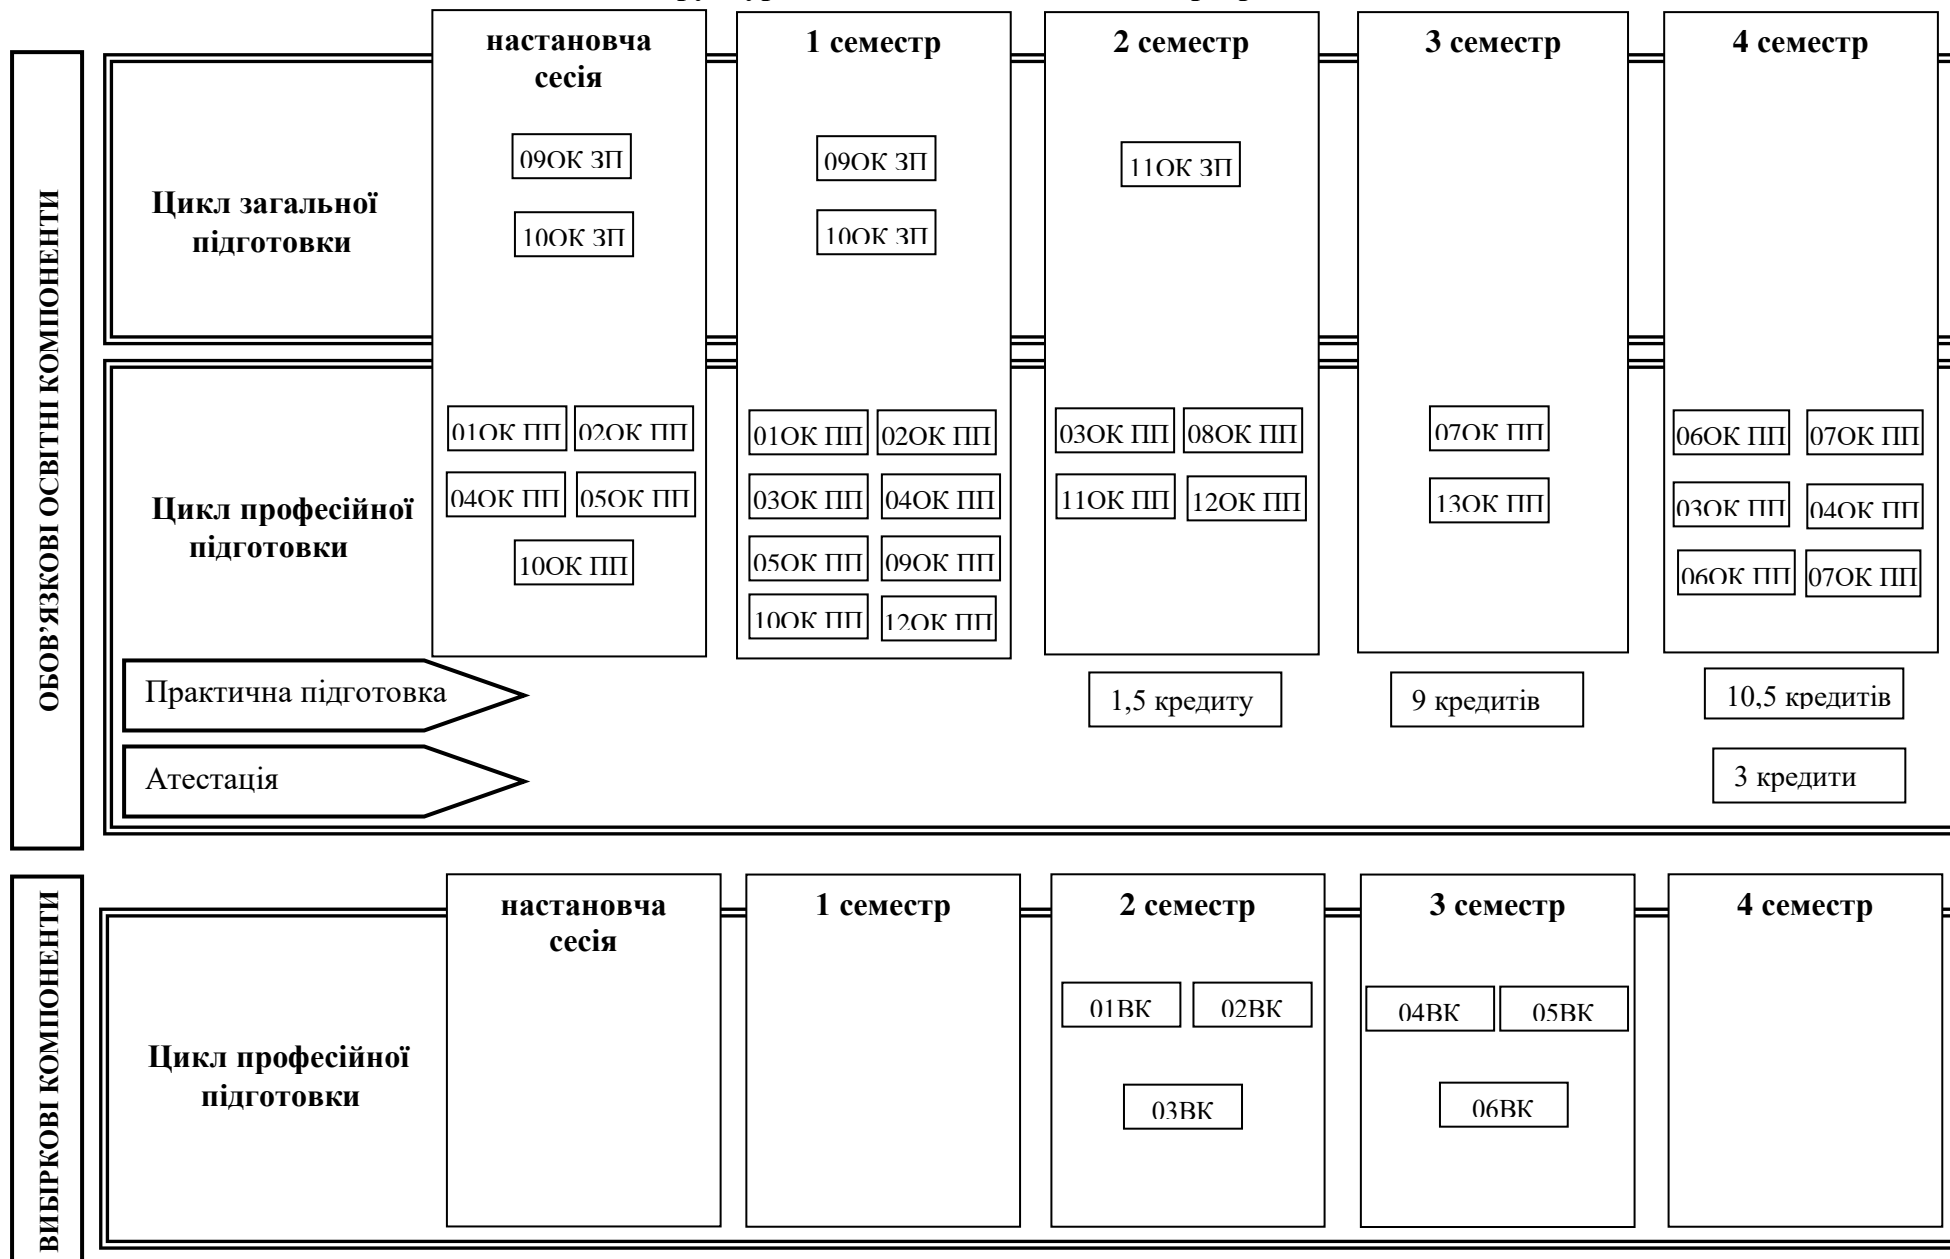 настановча
сесія
1 семестр
2 семестр
3 семестр
4 семестр
ОБОВ’ЯЗКОВІ ОСВІТНІ КОМПОНЕНТИ
Цикл загальної
підготовки
09ОК ЗП
09ОК ЗП
11ОК ЗП
10ОК ЗП
10ОК ЗП
Цикл професійної
підготовки
01ОК ПП 02ОК ПП
04ОК ПП 05ОК ПП
10ОК ПП
01ОК ПП 02ОК ПП
03ОК ПП 04ОК ПП
05ОК ПП 09ОК ПП
10ОК ПП 12ОК ПП
03ОК ПП 08ОК ПП
11ОК ПП 12ОК ПП
07ОК ПП
13ОК ПП
06ОК ПП 07ОК ПП
03ОК ПП 04ОК ПП
06ОК ПП 07ОК ПП
Практична підготовка
1,5 кредиту
9 кредитів
10,5 кредитів
Атестація
3 кредити
ВИБІРКОВІ КОМПОНЕНТИ
настановча
сесія
1 семестр
2 семестр
3 семестр
4 семестр
Цикл професійної
підготовки
01ВК 02ВК
03ВК
04ВК 05ВК
06ВК